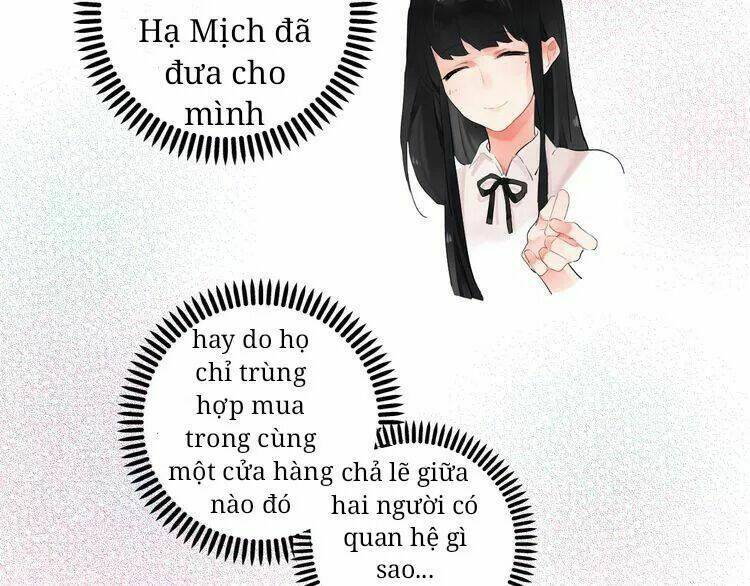 Hạ Mịch đã
đưa cho
mình
hay do họ
chỉ trùng
hợp mua
trong cùng
một cửa hàng
nào đó
chả lẽ giữa
hai người có
quan hệ gì
sao...